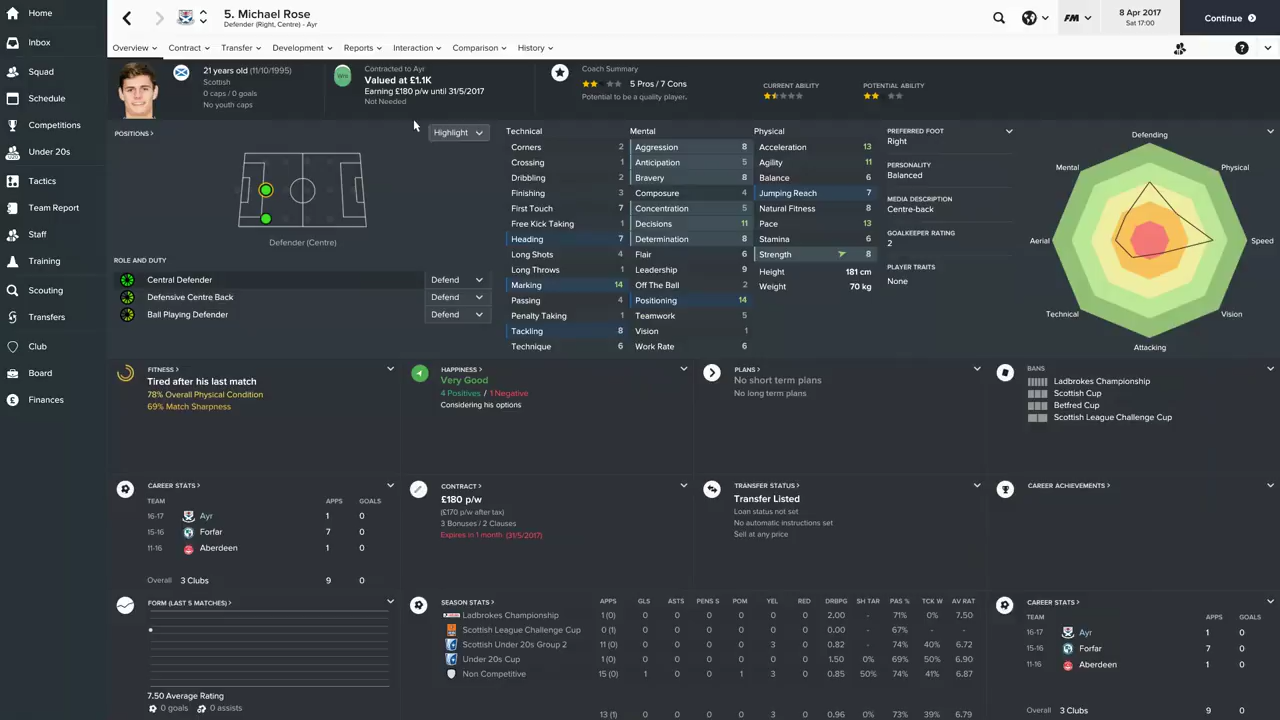 Home
Inbox
Squad
Schedule
Competitions
Under 20s
Tactics
Team Report
Staff
Training
Scouting
Transfers
Club
Board
Finances
5. Michael Rose
Defender (Right, Centre) - Ayr
FM
8 Apr 2017
Sat 17:00
Continue
Overview Contract Transfer Development Reports Interaction Comparison History
21 years old (11/10/1995)
Scottish
0 caps / 0 goals
No youth caps
Wnt
Contracted to Ayr
Valued at £1.1K
Earning £180 p/w until 31/5/2017
Not Needed
Coach Summary
5 Pros / 7 Cons
Potential to be a quality player.
CURRENT ABILITY
POTENTIAL ABILITY
POSITIONS
Highlight
Defender (Centre)
ROLE AND DUTY
Central Defender Defend
Defensive Centre Back Defend
Ball Playing Defender Defend
Technical
Corners 2
Crossing 1
Dribbling 2
Finishing 3
First Touch 7
Free Kick Taking 1
Heading 7
Long Shots 4
Long Throws 1
Marking 14
Passing 4
Penalty Taking 1
Tackling 8
Technique 6
Mental
Aggression 8
Anticipation 5
Bravery 8
Composure 4
Concentration 5
Decisions 11
Determination 8
Flair 6
Leadership 9
Off The Ball 2
Positioning 14
Teamwork 5
Vision 1
Work Rate 6
Physical
Acceleration 13
Agility 11
Balance 6
Jumping Reach 7
Natural Fitness 8
Pace 13
Stamina 6
Strength 8
Height 181 cm
Weight 70 kg
PREFERRED FOOT
Right
PERSONALITY
Balanced
MEDIA DESCRIPTION
Centre-back
GOALKEEPER RATING
2
PLAYER TRAITS
None
Defending
Physical
Speed
Vision
Attacking
Technical
Aerial
Mental
FITNESS
Tired after his last match
78% Overall Physical Condition
69% Match Sharpness
HAPPINESS
Very Good
4 Positives / 1 Negative
Considering his options
PLANS
No short term plans
No long term plans
BANS
Ladbrokes Championship
Scottish Cup
Betfred Cup
Scottish League Challenge Cup
CAREER STATS
TEAM APPS GOALS
16-17 Ayr 1 0
15-16 Forfar 7 0
11-16 Aberdeen 1 0
Overall 3 Clubs 9 0
CONTRACT
£180 p/w
(£170 p/w after tax)
3 Bonuses / 2 Clauses
Expires in 1 month (31/5/2017)
TRANSFER STATUS
Transfer Listed
Loan status not set
No automatic instructions set
Sell at any price
CAREER ACHIEVEMENTS
FORM (LAST 5 MATCHES)
7.50 Average Rating
0 goals 0 assists
SEASON STATS APPS GLS ASTS PENS S POM YEL RED DRBPG SH TAR PAS % TCK W AV RAT
Ladbrokes Championship 1 (0) 0 0 0 0 0 0 2.00 - 71% 0% 7.50
Scottish League Challenge Cup 0 (1) 0 0 0 0 0 0 0.00 - 67% - -
Scottish Under 20s Group 2 11 (0) 0 0 0 0 3 0 0.82 - 74% 40% 6.72
Under 20s Cup 1 (0) 0 0 0 0 0 0 1.50 0% 69% 50% 6.90
Non Competitive 15 (0) 1 0 0 1 3 0 0.85 50% 74% 41% 6.87
13 (1) 0 0 0 0 3 0 0.96 0% 73% 39% 6.79
CAREER STATS
TEAM APPS GOALS
16-17 Ayr 1 0
15-16 Forfar 7 0
11-16 Aberdeen 1 0
Overall 3 Clubs 9 0